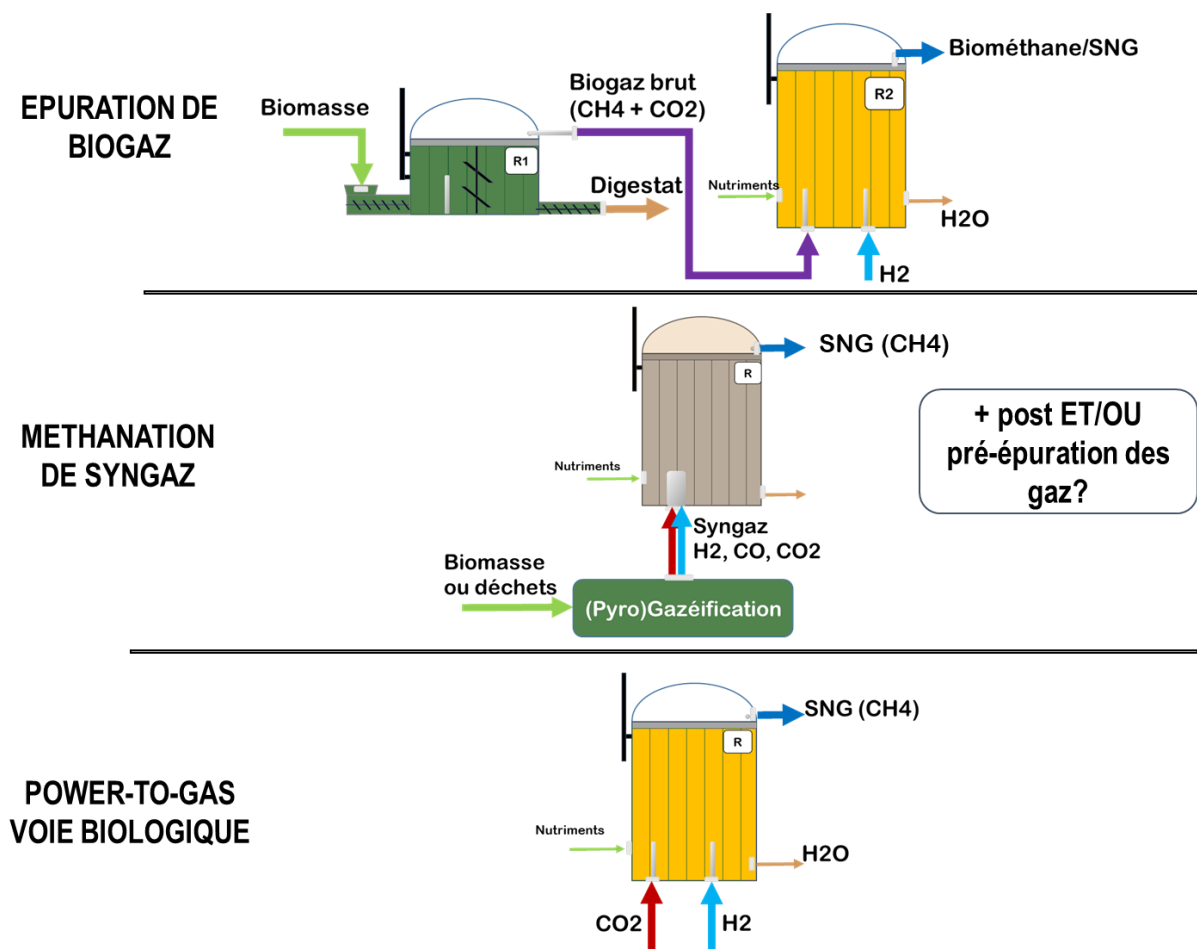 EPURATION DE
BIOGAZ
Biomasse
R1
Biogaz brut
(CH4 + CO2)
Digestat
Biométhane/SNG
R2
Nutriments
H2O
H2
METHANATION
DE SYNGAZ
SNG (CH4)
R
Nutriments
Syngaz
H2, CO, CO2
Biomasse
ou déchets
(Pyro)Gazéification
+ post ET/OU
pré-épuration des
gaz?
POWER-TO-GAS
VOIE BIOLOGIQUE
SNG (CH4)
R
Nutriments
H2O
CO2
H2